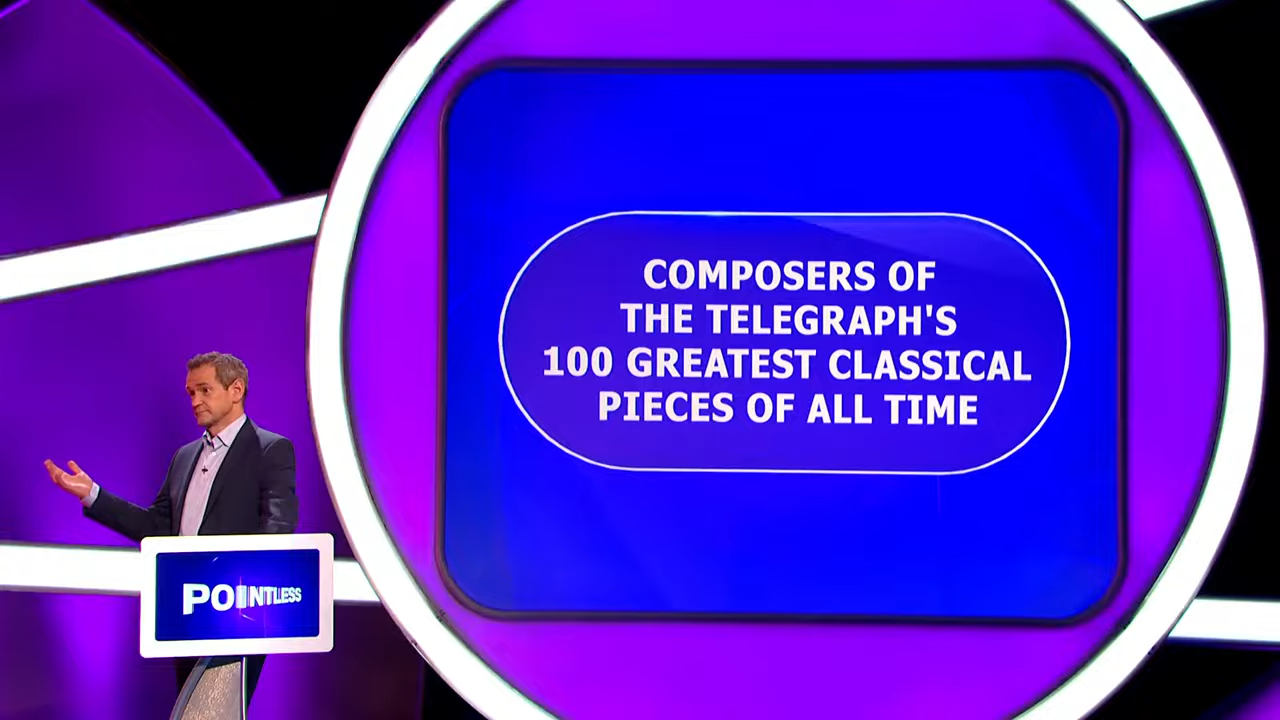 COMPOSERS OF
THE TELEGRAPH'S
100 GREATEST CLASSICAL
PIECES OF ALL TIME
POINTLESS